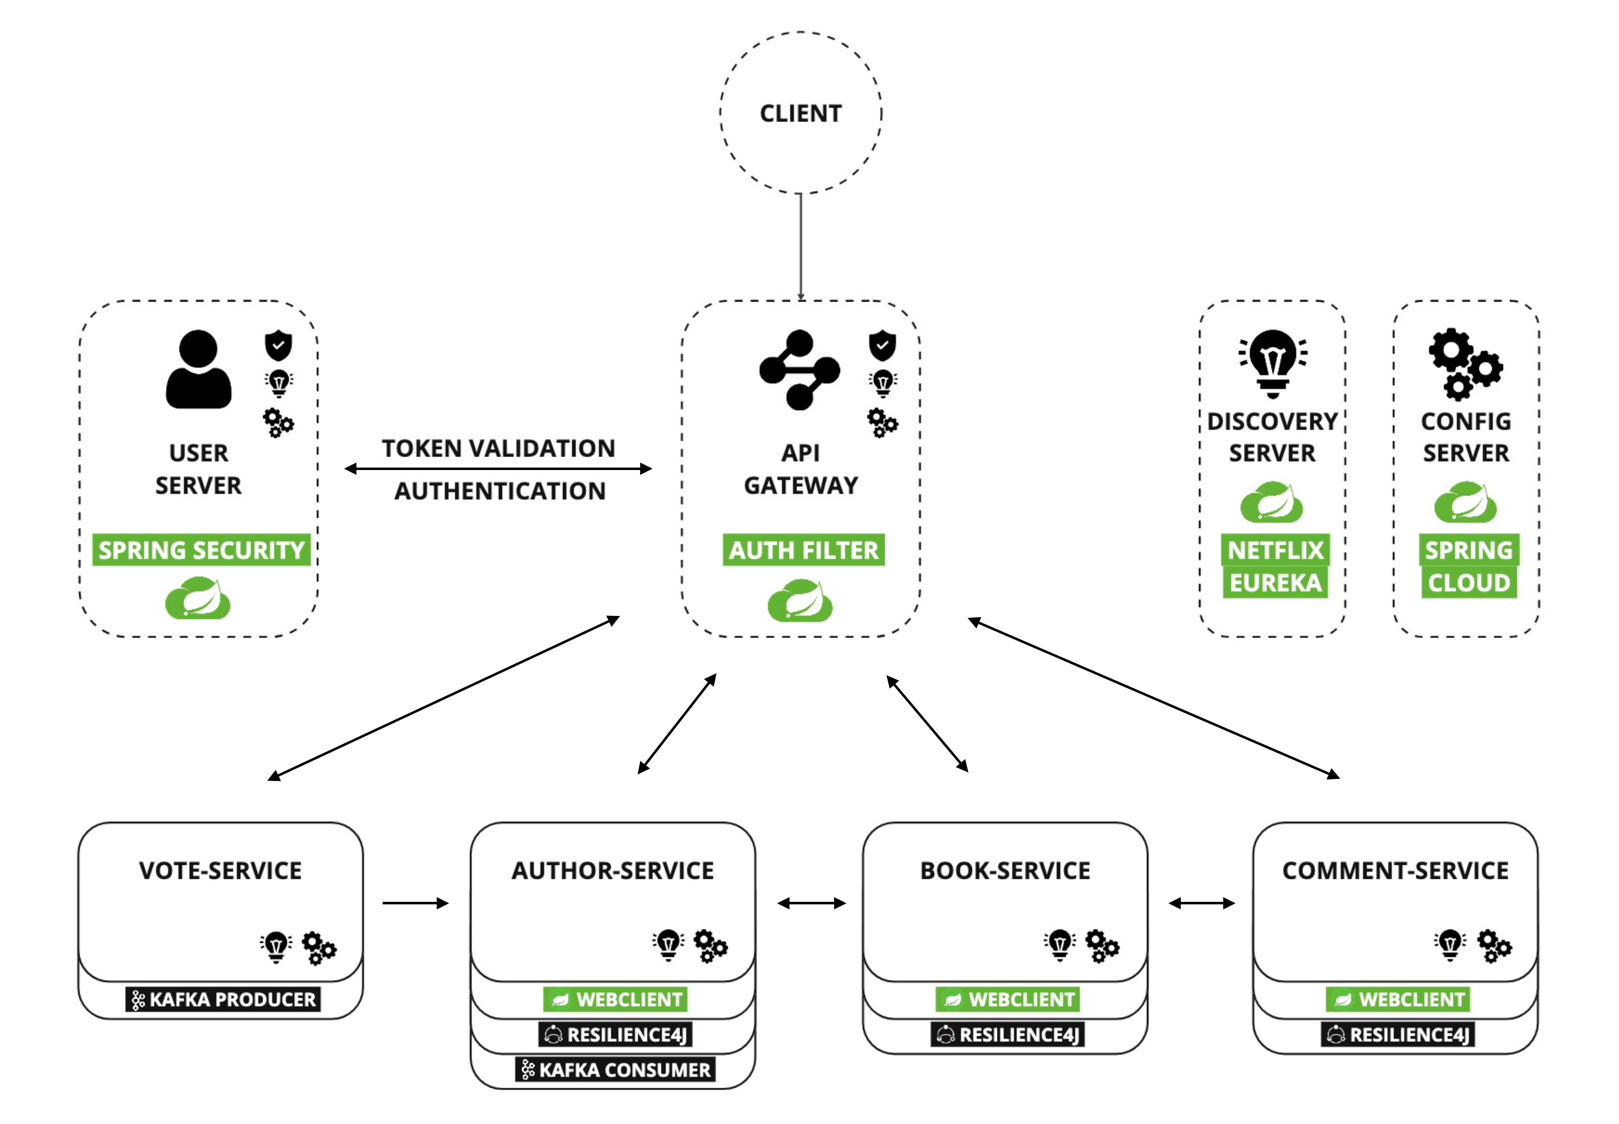 CLIENT
USER
SERVER
SPRING SECURITY
TOKEN VALIDATION
AUTHENTICATION
API
GATEWAY
AUTH FILTER
DISCOVERY
SERVER
NETFLIX
EUREKA
CONFIG
SERVER
SPRING
CLOUD
VOTE-SERVICE
KAFKA PRODUCER
AUTHOR-SERVICE
WEBCLIENT
RESILIENCE4J
KAFKA CONSUMER
BOOK-SERVICE
WEBCLIENT
RESILIENCE4J
COMMENT-SERVICE
WEBCLIENT
RESILIENCE4J